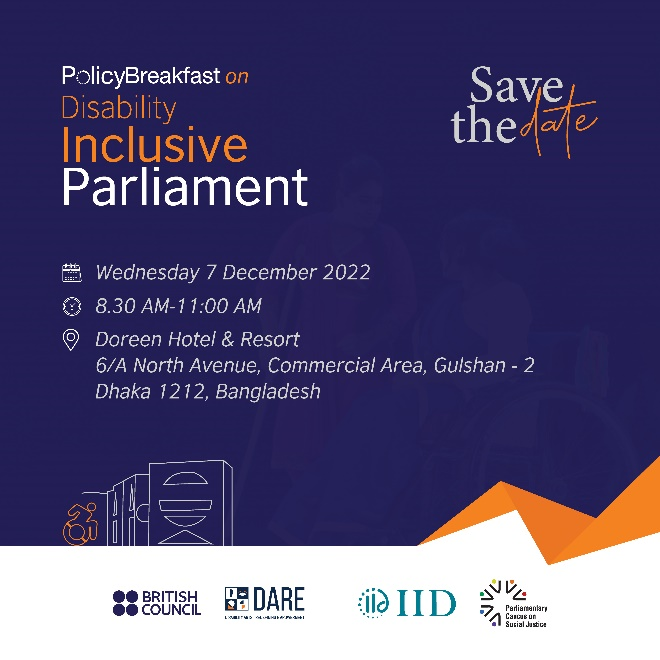 PolicyBreakfast on
Disability
Inclusive
Parliament
Save
the date
Wednesday 7 December 2022
8.30 AM-11:00 AM
Doreen Hotel & Resort
6/A North Avenue, Commercial Area, Gulshan - 2
Dhaka 1212, Bangladesh
BRITISH
COUNCIL
DARE
iid IID
Parliamentary
Caucus on
Social Justice